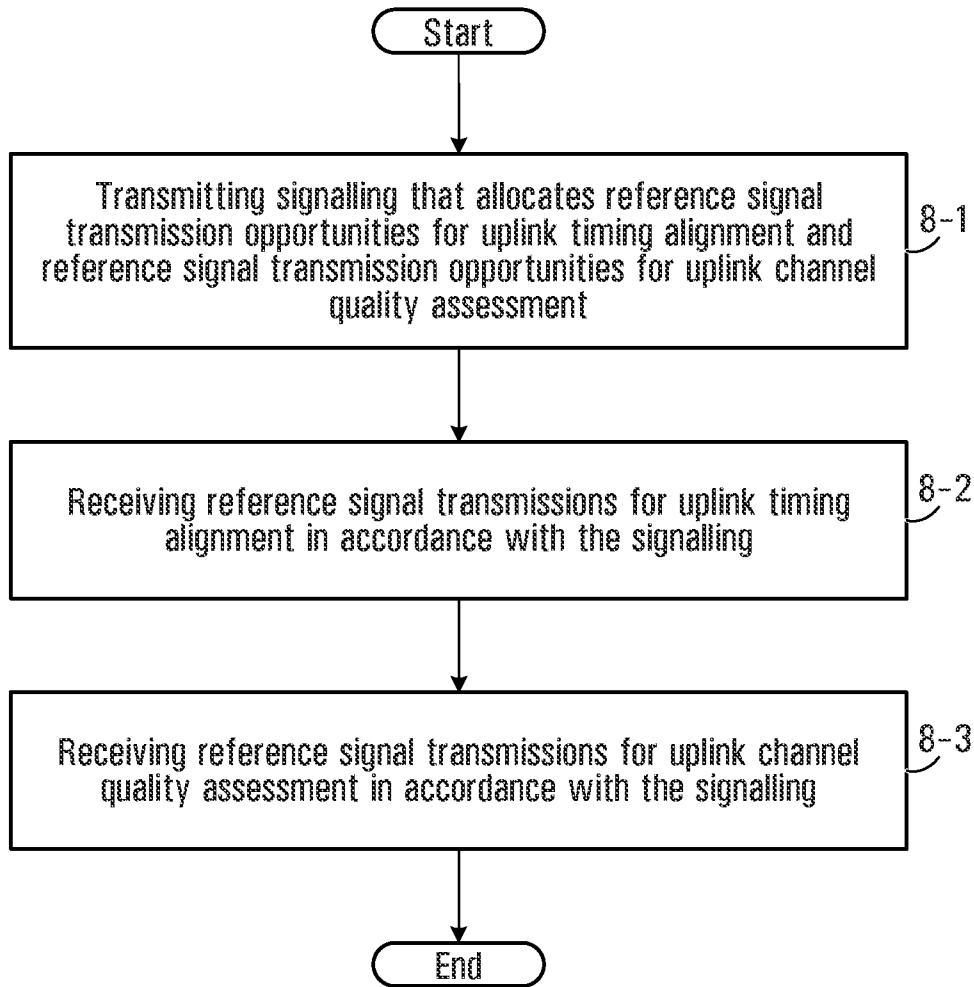 Start
Transmitting signalling that allocates reference signal
transmission opportunities for uplink timing alignment and
reference signal transmission opportunities for uplink channel
quality assessment
8-1
Receiving reference signal transmissions for uplink timing
alignment in accordance with the signalling
8-2
Receiving reference signal transmissions for uplink channel
quality assessment in accordance with the signalling
8-3
End